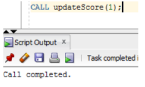 CALL updateScore(1);
Script Output x
Task completed i
Call completed.